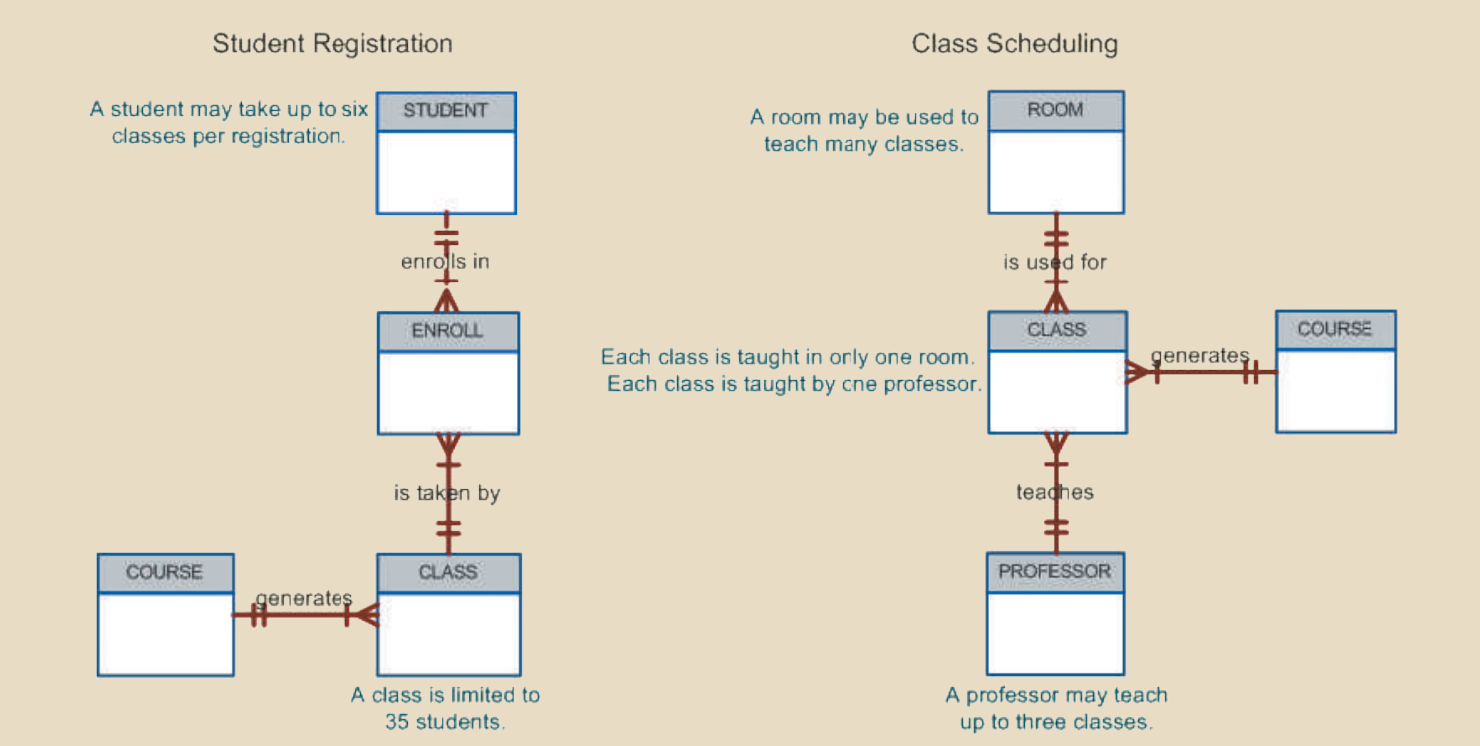 Student Registration
A student may take up to six
classes per registration.
STUDENT
enrolls in
ENROLL
is taken by
COURSE
generates
CLASS
A class is limited to
35 students.
Class Scheduling
A room may be used to
teach many classes.
ROOM
is used for
CLASS
generates
COURSE
Each class is taught in only one room.
Each class is taught by one professor.
teaches
PROFESSOR
A professor may teach
up to three classes.